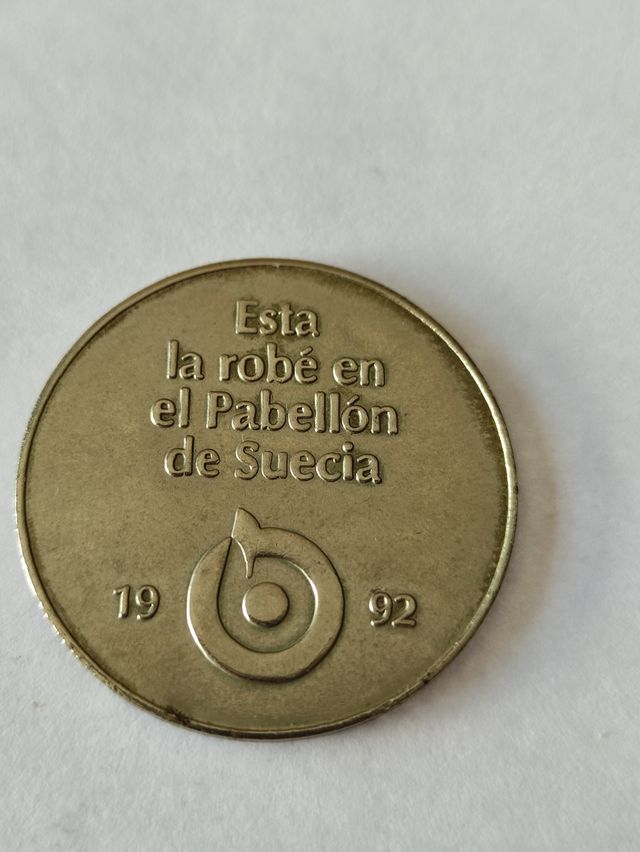 Esta
la robé en
el Pabellón
de Suecia
19 92